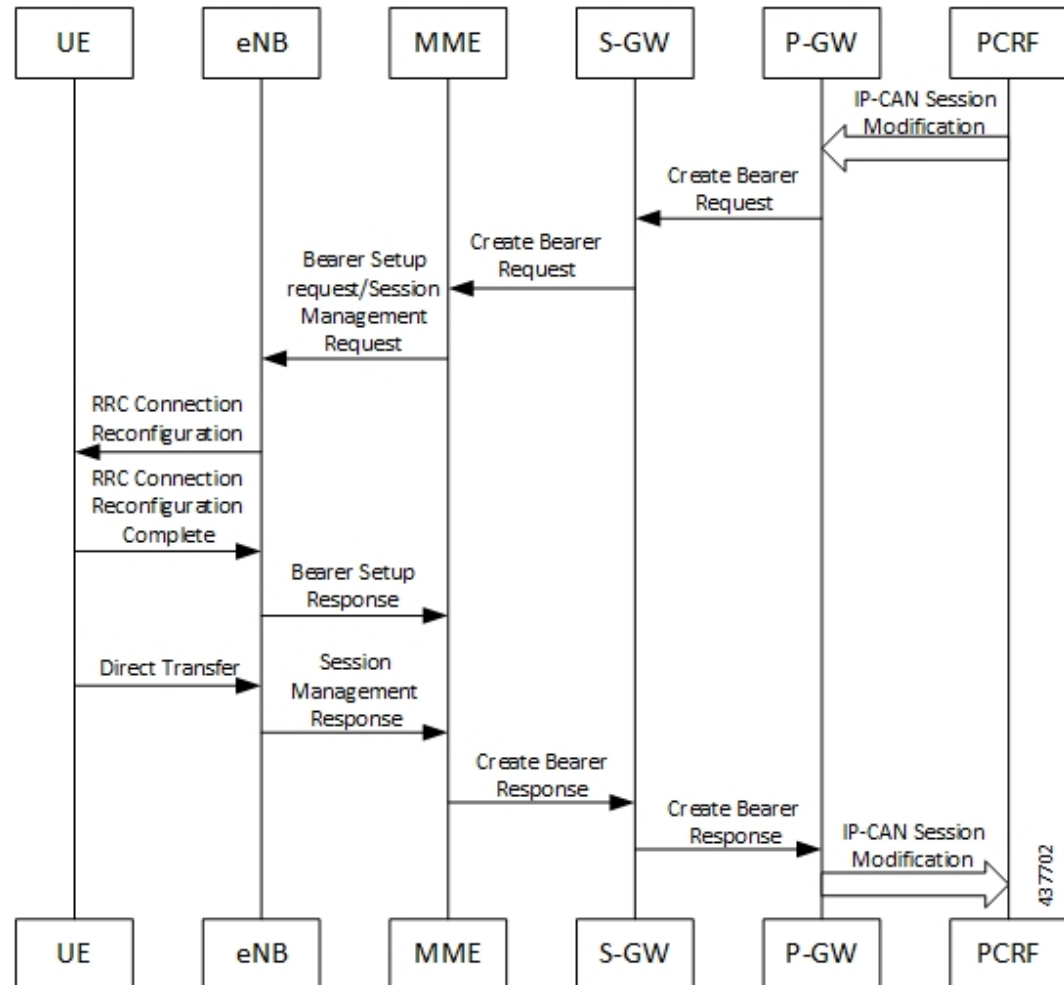 UE
eNB
MME
S-GW
P-GW
PCRF
IP-CAN Session
Modification
Create Bearer
Request
Create Bearer
Request
Bearer Setup
request/Session
Management
Request
RRC Connection
Reconfiguration
RRC Connection
Reconfiguration
Complete
Bearer Setup
Response
Direct Transfer
Session
Management
Response
Create Bearer
Response
Create Bearer
Response
IP-CAN Session
Modification
437702
UE
eNB
MME
S-GW
P-GW
PCRF